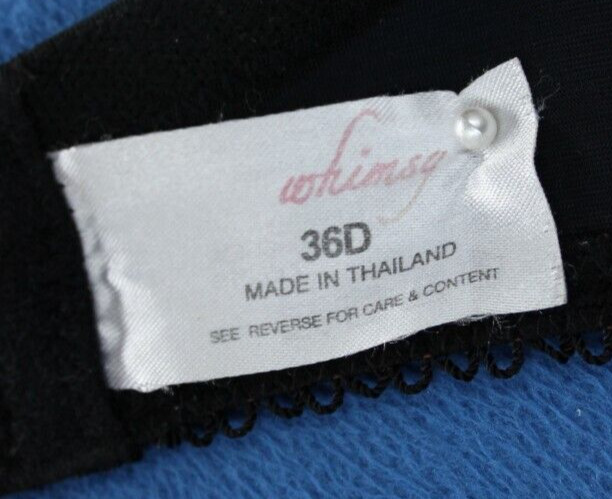 whimsy
36D
MADE IN THAILAND
SEE REVERSE FOR CARE & CONTENT